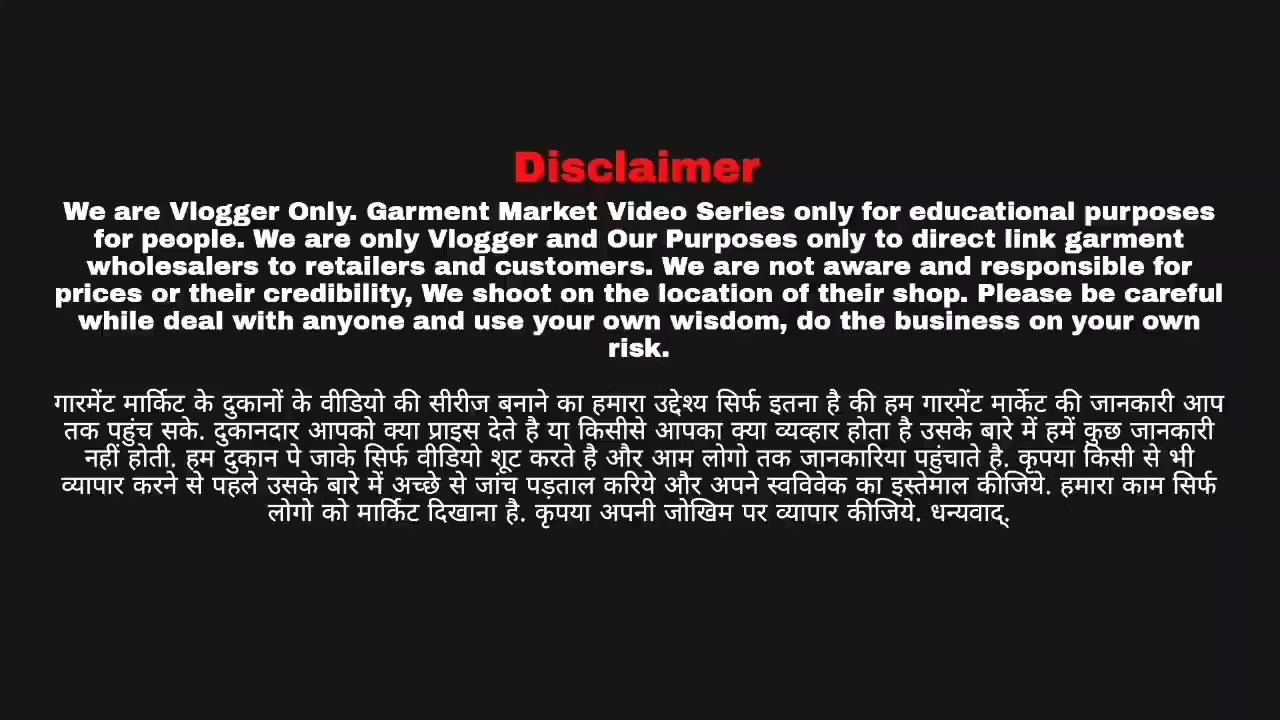 Disclaimer
We are Vlogger Only. Garment Market Video Series only for educational purposes
for people. We are only Vlogger and Our Purposes only to direct link garment
wholesalers to retailers and customers. We are not aware and responsible for
prices or their credibility, We shoot on the location of their shop. Please be careful
while deal with anyone and use your own wisdom, do the business on your own
risk.
गारमेंट मार्किट के दुकानों के वीडियो की सीरीज बनाने का हमारा उद्देश्य सिर्फ इतना है की हम गारमेंट मार्केट की जानकारी आप
तक पहुंच सके. दुकानदार आपको क्या प्राइस देते है या किसीसे आपका क्या व्यव्हार होता है उसके बारे में हमें कुछ जानकारी
नहीं होती. हम दुकान पे जाके सिर्फ वीडियो शूट करते है और आम लोगो तक जानकारिया पहुंचाते है. कृपया किसी से भी
व्यापार करने से पहले उसके बारे में अच्छे से जांच पड़ताल करिये और अपने स्वविवेक का इस्तेमाल कीजिये. हमारा काम सिर्फ
लोगो को मार्किट दिखाना है. कृपया अपनी जोखिम पर व्यापार कीजिये. धन्यवाद्.